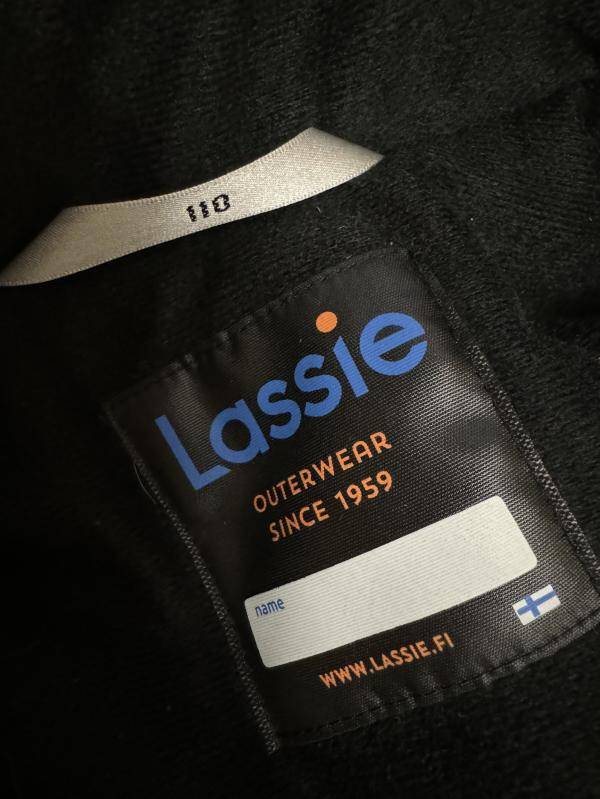 110
Lassie
OUTERWEAR
SINCE 1959
name
WWW.LASSIE.FI